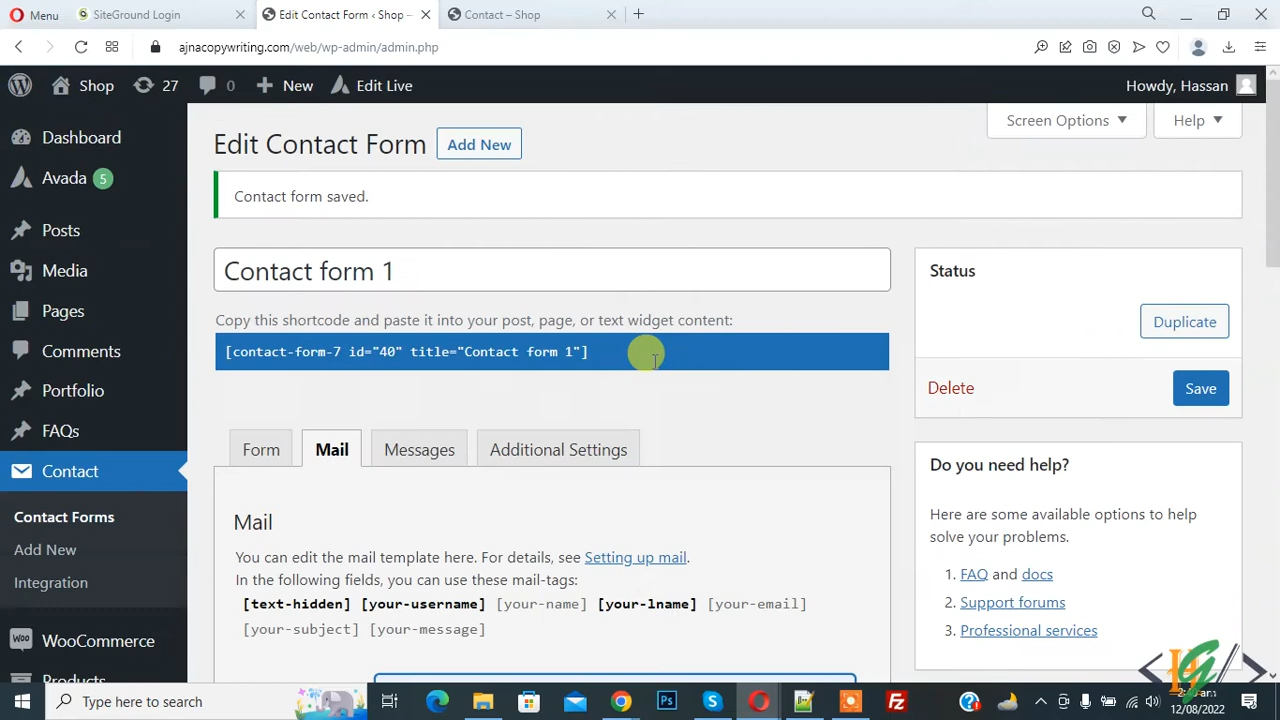 Menu
SiteGround Login
Edit Contact Form ‹ Shop –
Contact – Shop
ajnacopywriting.com/web/wp-admin/admin.php
Shop
27
0
New
Edit Live
Howdy, Hassan
Dashboard
Avada 5
Posts
Media
Pages
Comments
Portfolio
FAQs
Contact
Contact Forms
Add New
Integration
WooCommerce
Products
Screen Options
Help
Edit Contact Form
Add New
Contact form saved.
Contact form 1
Copy this shortcode and paste it into your post, page, or text widget content:
[contact-form-7 id="40" title="Contact form 1"]
Form
Mail
Messages
Additional Settings
Mail
You can edit the mail template here. For details, see Setting up mail.
In the following fields, you can use these mail-tags:
[text-hidden] [your-username] [your-name] [your-lname] [your-email]
[your-subject] [your-message]
Status
Duplicate
Delete
Save
Do you need help?
Here are some available options to help
solve your problems.
1. FAQ and docs
2. Support forums
3. Professional services
Type here to search
12/08/2022